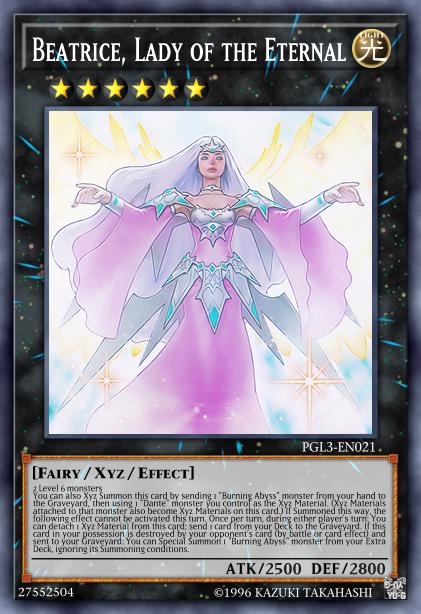 BEATRICE, LADY OF THE ETERNAL
LIGHT
光
PGL3-EN021
[FAIRY / XYZ / EFFECT]
2 Level 6 monsters
You can also Xyz Summon this card by sending 1 "Burning Abyss" monster from your hand to
the Graveyard, then using 1 "Dante" monster you control as the Xyz Material. (Xyz Materials
attached to that monster also become Xyz Materials on this card.) If Summoned this way, the
following effect cannot be activated this turn. Once per turn, during either player's turn: You
can detach 1 Xyz Material from this card; send 1 card from your Deck to the Graveyard. If this
card in your possession is destroyed by your opponent's card (by battle or card effect) and
sent to your Graveyard: You can Special Summon 1 "Burning Abyss" monster from your Extra
Deck, ignoring its Summoning conditions.
ATK/2500 DEF/2800
27552504
©1996 KAZUKI TAKAHASHI